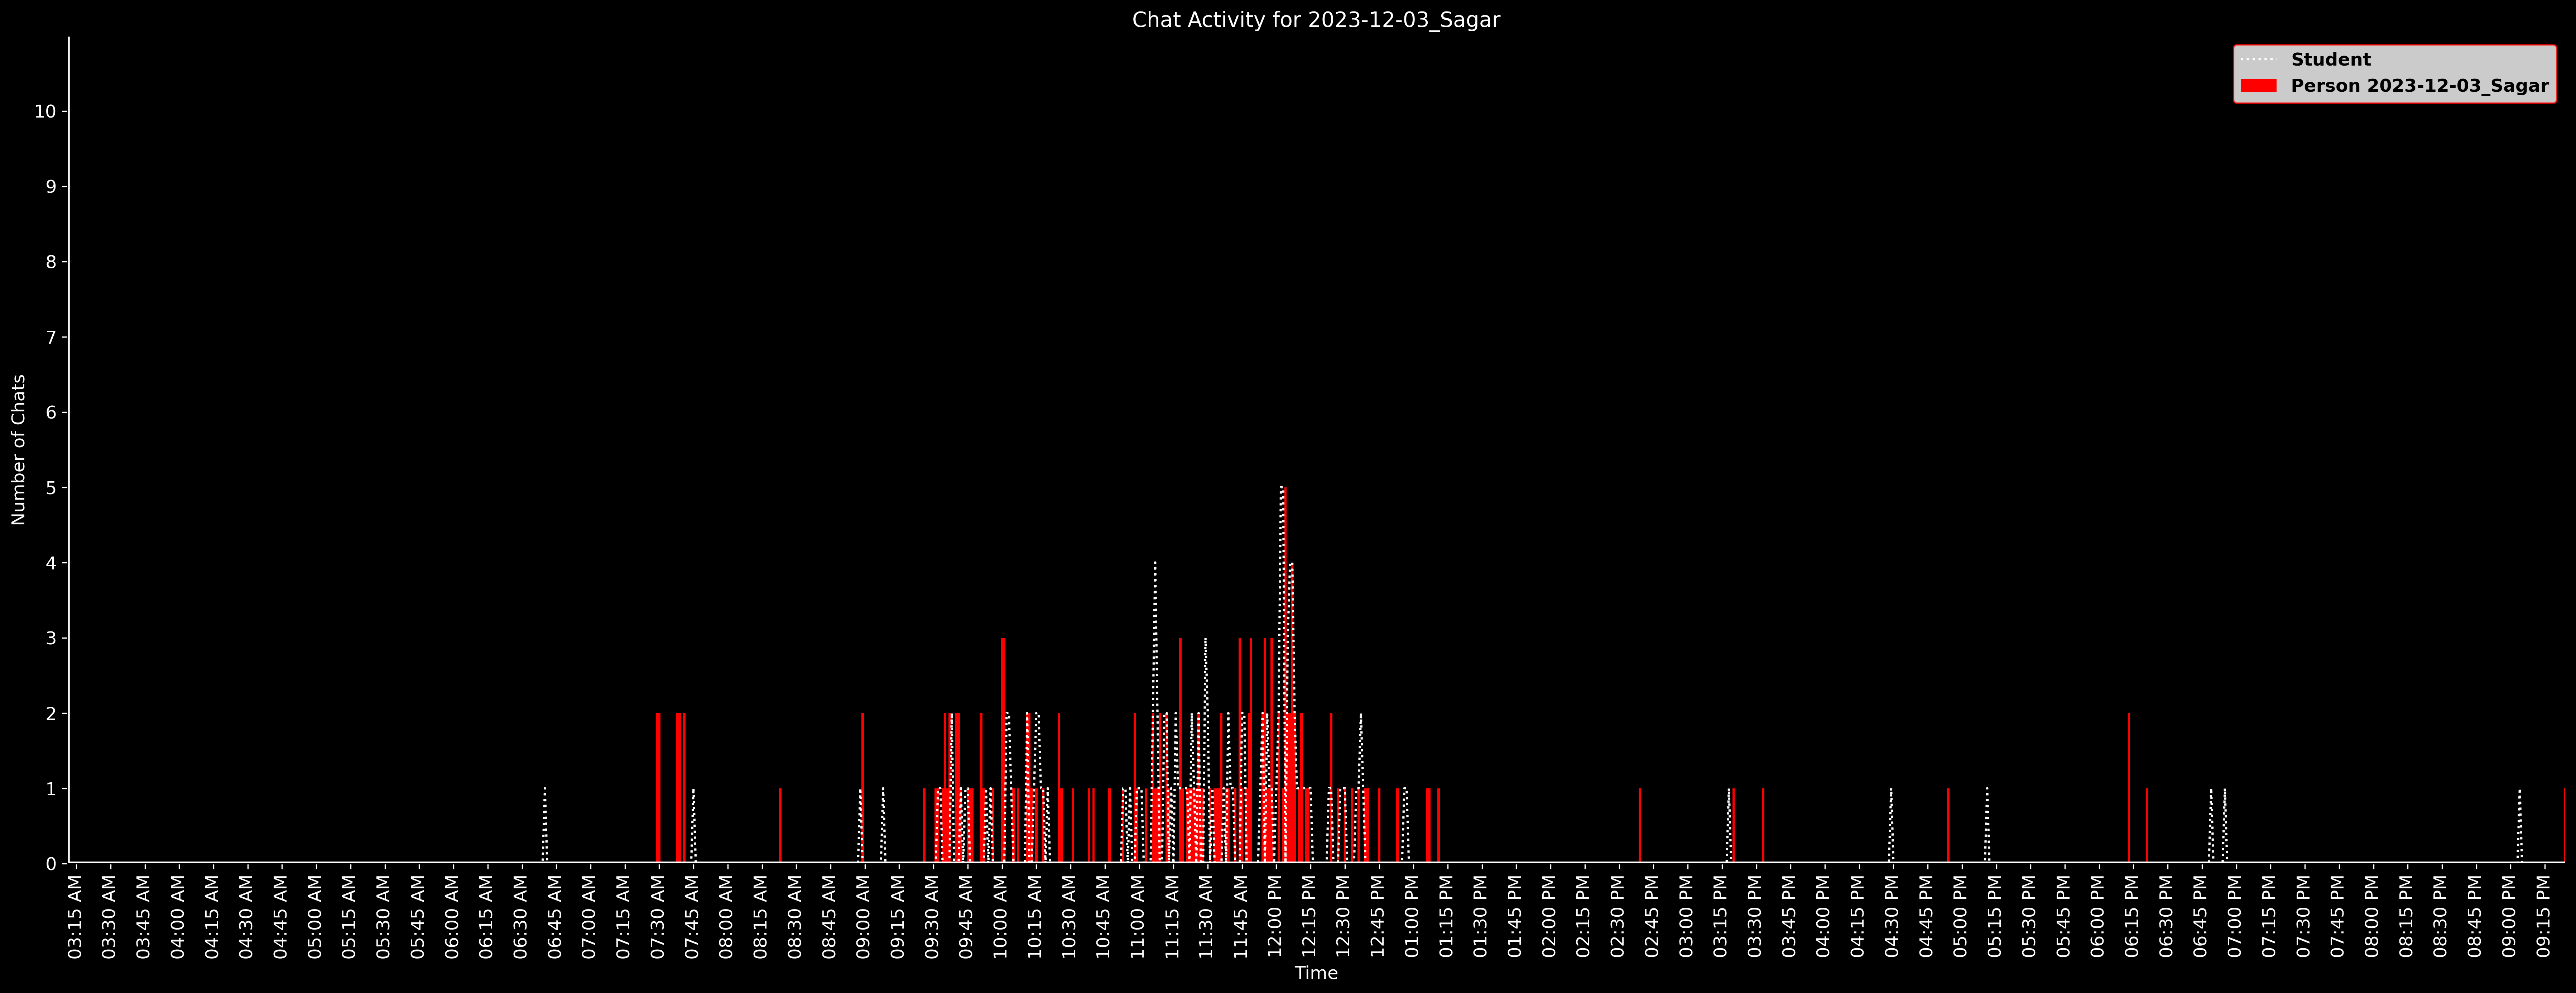 Chat Activity for 2023-12-03_Sagar
Student
Person 2023-12-03_Sagar
10
9
8
7
6
5
4
3
2
1
0
Number of Chats
03:15 AM
03:30 AM
03:45 AM
04:00 AM
04:15 AM
04:30 AM
04:45 AM
05:00 AM
05:15 AM
05:30 AM
05:45 AM
06:00 AM
06:15 AM
06:30 AM
06:45 AM
07:00 AM
07:15 AM
07:30 AM
07:45 AM
08:00 AM
08:15 AM
08:30 AM
08:45 AM
09:00 AM
09:15 AM
09:30 AM
09:45 AM
10:00 AM
10:15 AM
10:30 AM
10:45 AM
11:00 AM
11:15 AM
11:30 AM
11:45 AM
12:00 PM
12:15 PM
12:30 PM
12:45 PM
01:00 PM
01:15 PM
01:30 PM
01:45 PM
02:00 PM
02:15 PM
02:30 PM
02:45 PM
03:00 PM
03:15 PM
03:30 PM
03:45 PM
04:00 PM
04:15 PM
04:30 PM
04:45 PM
05:00 PM
05:15 PM
05:30 PM
05:45 PM
06:00 PM
06:15 PM
06:30 PM
06:45 PM
07:00 PM
07:15 PM
07:30 PM
07:45 PM
08:00 PM
08:15 PM
08:30 PM
08:45 PM
09:00 PM
09:15 PM
Time